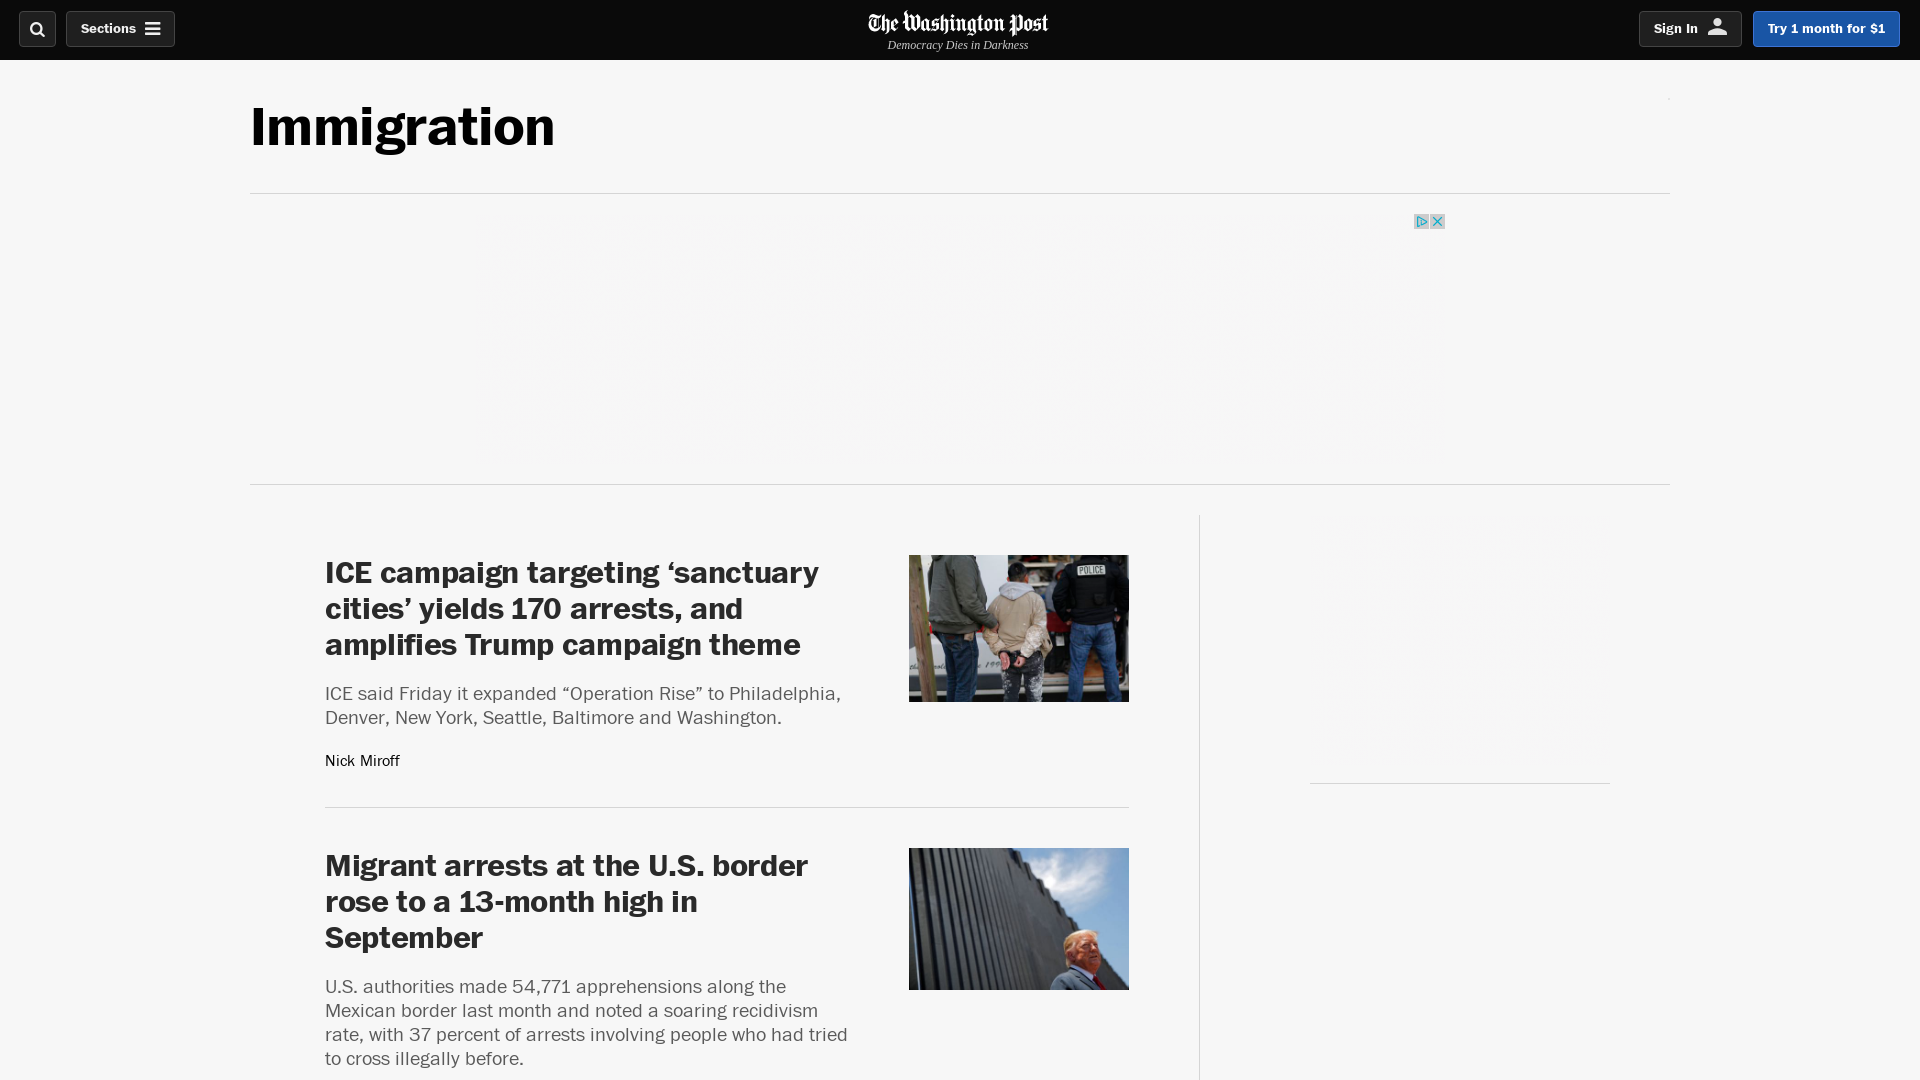 Sections
The Washington Post
Democracy Dies in Darkness
Sign In
Try 1 month for $1
Immigration
ICE campaign targeting ‘sanctuary
cities’ yields 170 arrests, and
amplifies Trump campaign theme
ICE said Friday it expanded “Operation Rise” to Philadelphia,
Denver, New York, Seattle, Baltimore and Washington.
Nick Miroff
POLICE
Migrant arrests at the U.S. border
rose to a 13-month high in
September
U.S. authorities made 54,771 apprehensions along the
Mexican border last month and noted a soaring recidivism
rate, with 37 percent of arrests involving people who had tried
to cross illegally before.